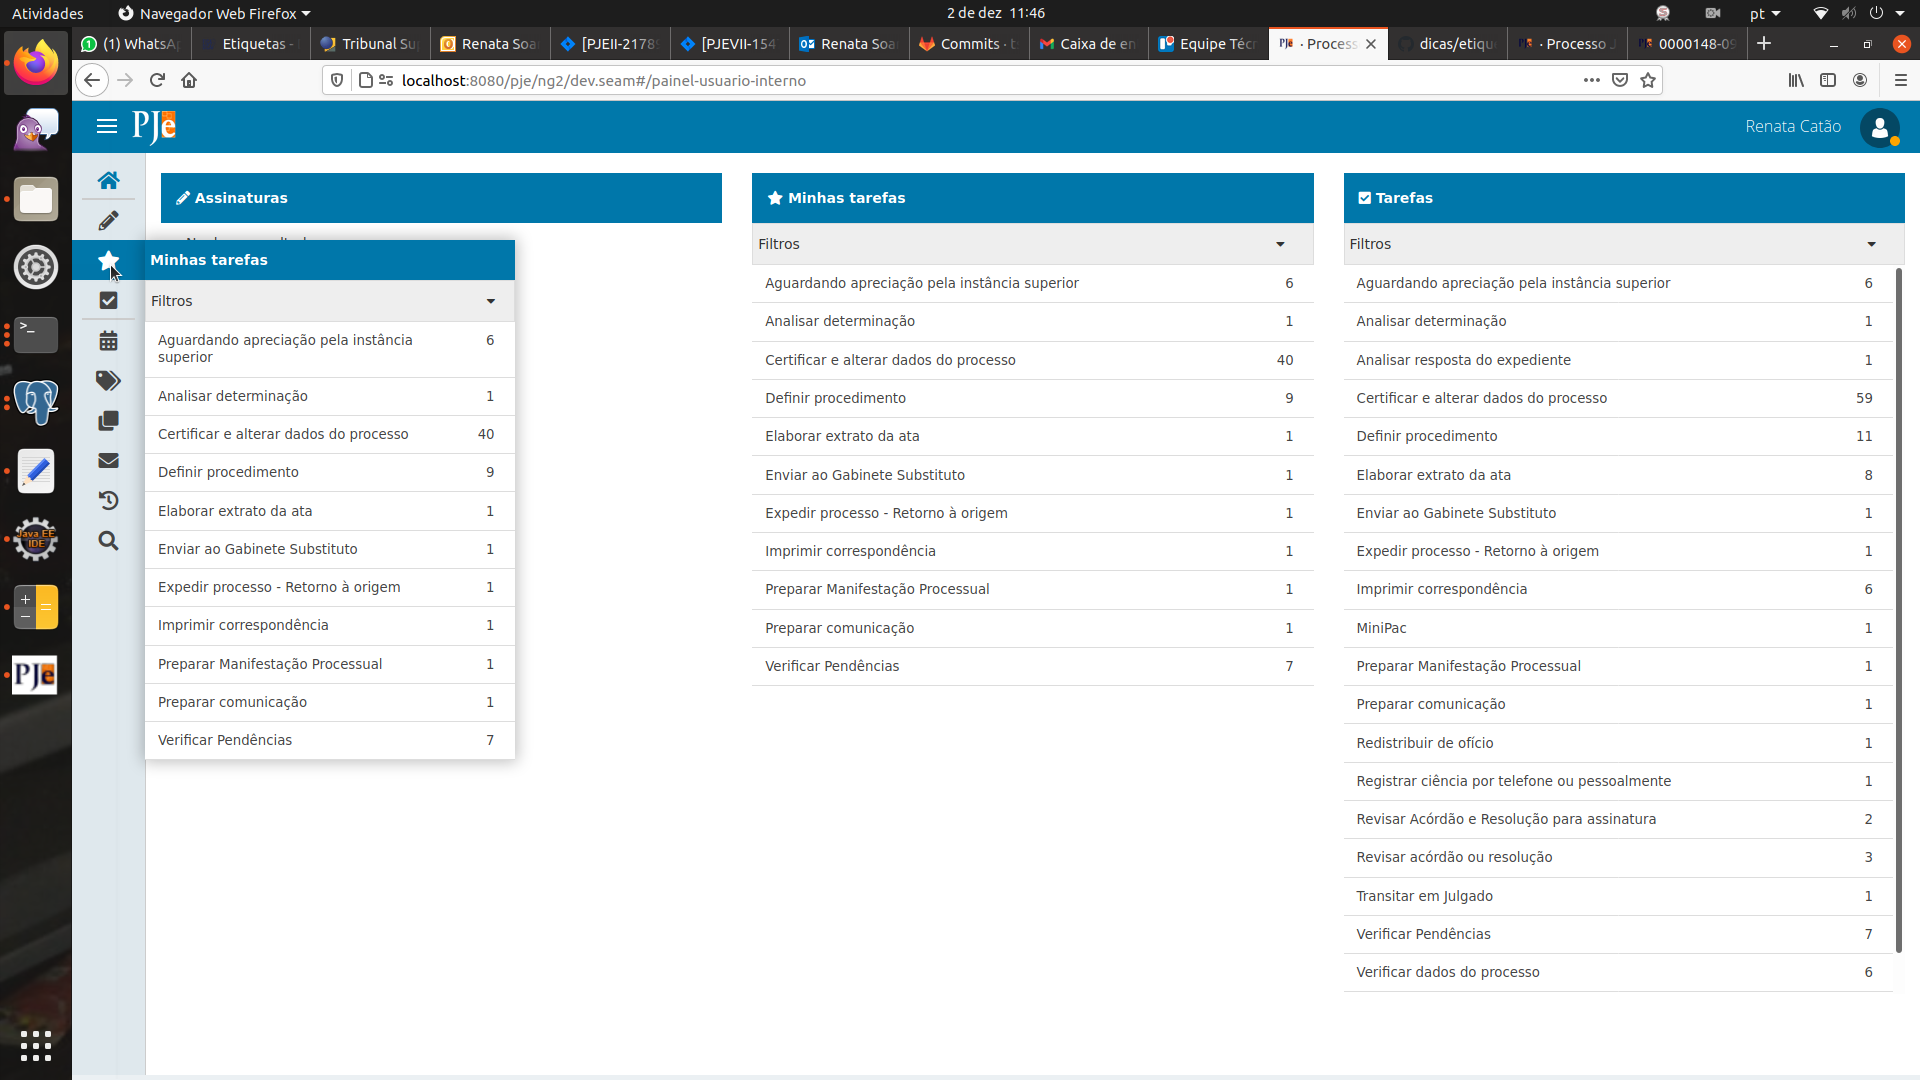 Atividades
Navegador Web Firefox
2 de dez 11:46
pt
(1) WhatsA
Etiquetas -
Tribunal Su
Renata Soa
[PJEII-2178
[PJEVII-154
Renata Soa
Commits · t
Caixa de en
Equipe Téc
· Process
dicas/etiqu
· Processo J
0000148-09
localhost:8080/pje/ng2/dev.seam#/painel-usuario-interno
PJe
Renata Catão
Assinaturas
Minhas tarefas
Filtros
Aguardando apreciação pela instância
superior
6
Analisar determinação 1
Certificar e alterar dados do processo 40
Definir procedimento 9
Elaborar extrato da ata 1
Enviar ao Gabinete Substituto 1
Expedir processo - Retorno à origem 1
Imprimir correspondência 1
Preparar Manifestação Processual 1
Preparar comunicação 1
Verificar Pendências 7
Minhas tarefas
Filtros
Aguardando apreciação pela instância superior 6
Analisar determinação 1
Certificar e alterar dados do processo 40
Definir procedimento 9
Elaborar extrato da ata 1
Enviar ao Gabinete Substituto 1
Expedir processo - Retorno à origem 1
Imprimir correspondência 1
Preparar Manifestação Processual 1
Preparar comunicação 1
Verificar Pendências 7
Tarefas
Filtros
Aguardando apreciação pela instância superior 6
Analisar determinação 1
Analisar resposta do expediente 1
Certificar e alterar dados do processo 59
Definir procedimento 11
Elaborar extrato da ata 8
Enviar ao Gabinete Substituto 1
Expedir processo - Retorno à origem 1
Imprimir correspondência 6
MiniPac 1
Preparar Manifestação Processual 1
Preparar comunicação 1
Redistribuir de ofício 1
Registrar ciência por telefone ou pessoalmente 1
Revisar Acórdão e Resolução para assinatura 2
Revisar acórdão ou resolução 3
Transitar em Julgado 1
Verificar Pendências 7
Verificar dados do processo 6
Java EE
IDE
PJe